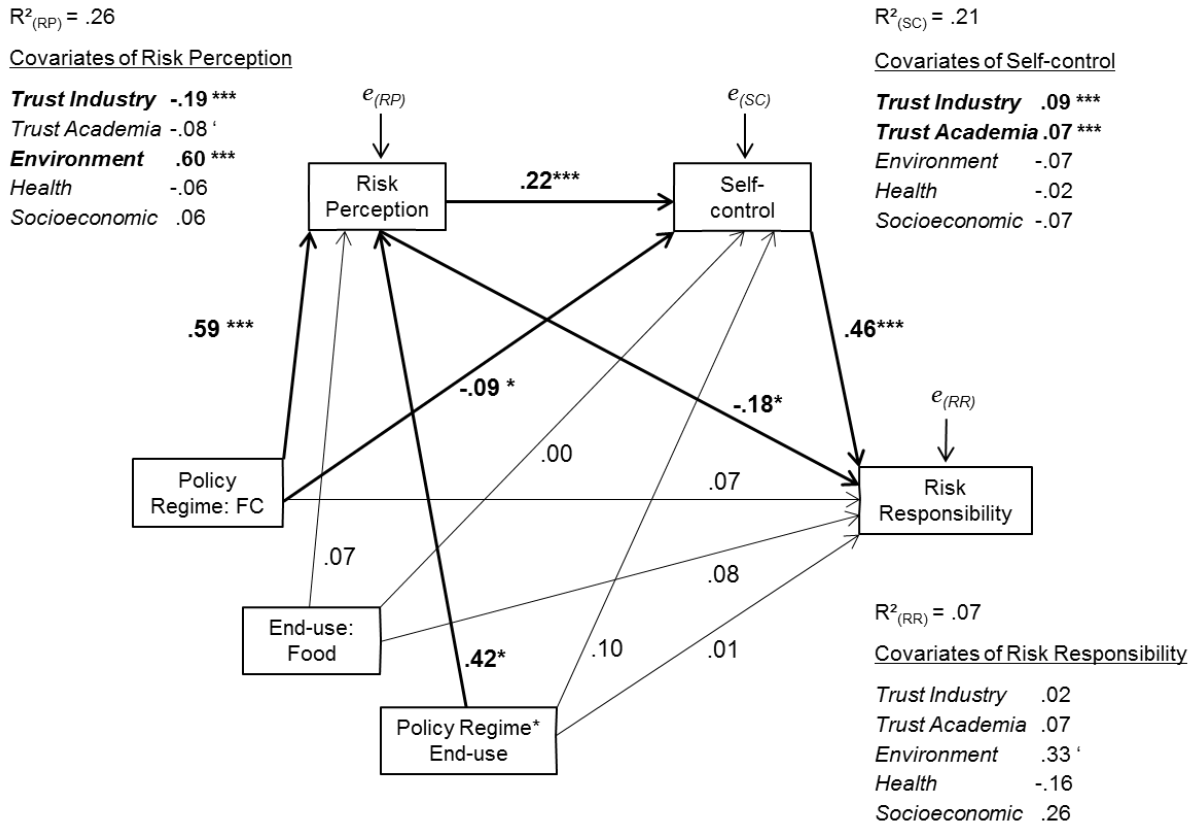 R²(RP) = .26
Covariates of Risk Perception
Trust Industry -.19 ***
Trust Academia -.08 ‘
Environment .60 ***
Health -.06
Socioeconomic .06
R²(SC) = .21
Covariates of Self-control
Trust Industry .09 ***
Trust Academia .07 ***
Environment -.07
Health -.02
Socioeconomic -.07
e(RP)
e(SC)
Risk
Perception
.22***
Self-
control
.59 ***
-.09 *
-.18*
.46***
e(RR)
.00
Policy
Regime: FC
.07
Risk
Responsibility
.07
.08
End-use:
Food
.42*
.10
.01
Policy Regime*
End-use
R²(RR) = .07
Covariates of Risk Responsibility
Trust Industry .02
Trust Academia .07
Environment .33 ‘
Health -.16
Socioeconomic .26